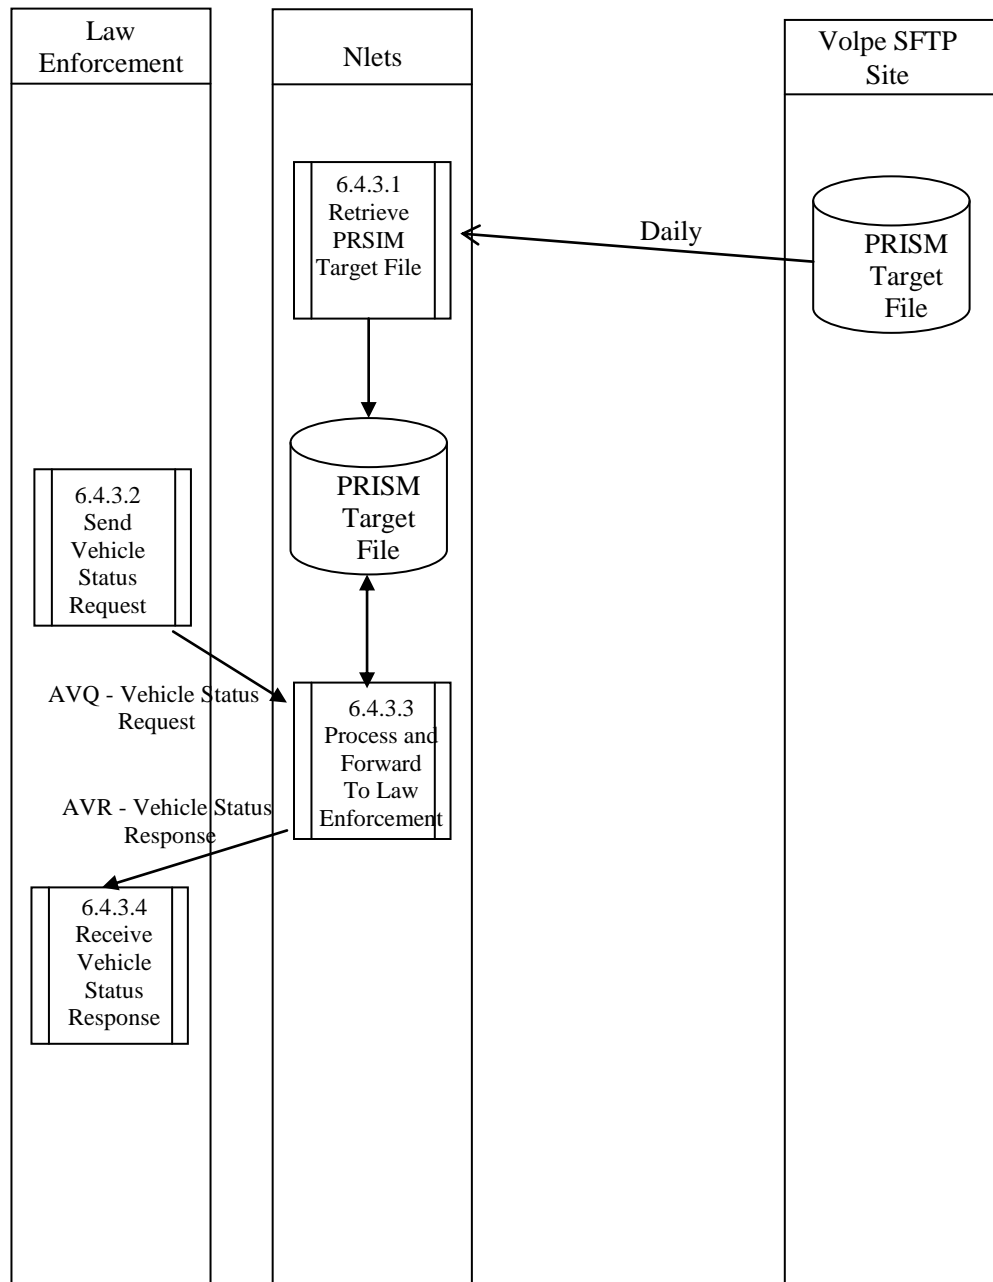 Law
Enforcement
Nlets
Volpe SFTP
Site
6.4.3.1
Retrieve
PRSIM
Target File
Daily
PRISM
Target
File
PRISM
Target
File
6.4.3.2
Send
Vehicle
Status
Request
AVQ - Vehicle Status
Request
6.4.3.3
Process and
Forward
To Law
Enforcement
AVR - Vehicle Status
Response
6.4.3.4
Receive
Vehicle
Status
Response